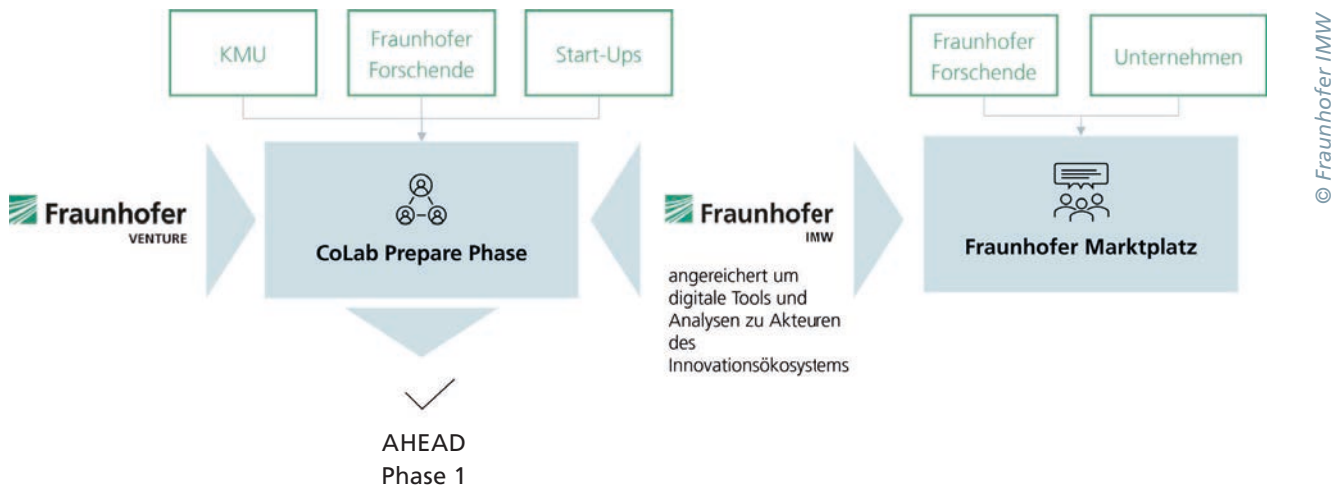 KMU
Fraunhofer
Forschende
Start-Ups
Fraunhofer
Forschende
Unternehmen
© Fraunhofer IMW
Fraunhofer
VENTURE
CoLab Prepare Phase
Fraunhofer
IMW
angereichert um
digitale Tools und
Analysen zu Akteuren
des
Innovationsökosystems
Fraunhofer Marktplatz
AHEAD
Phase 1